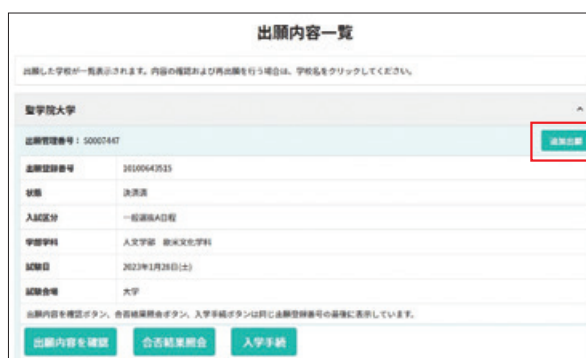 出願内容一覧
出願した学校が一覧表示されます。内容の確認および再出願を行う場合は、学校名をクリックしてください。
聖学院大学
出願管理番号： S0007447
追加出願
出願登録番号 10100643515
状態 決済済
入試区分 一般選抜A日程
学部学科 人文学部 欧米文化学科
試験日 2023年1月28日(土)
試験会場 大学
出願内容を確認ボタン、合否結果照会ボタン、入学手続ボタンは同じ出願登録番号の最後に表示しています。
出願内容を確認 合否結果照会 入学手続